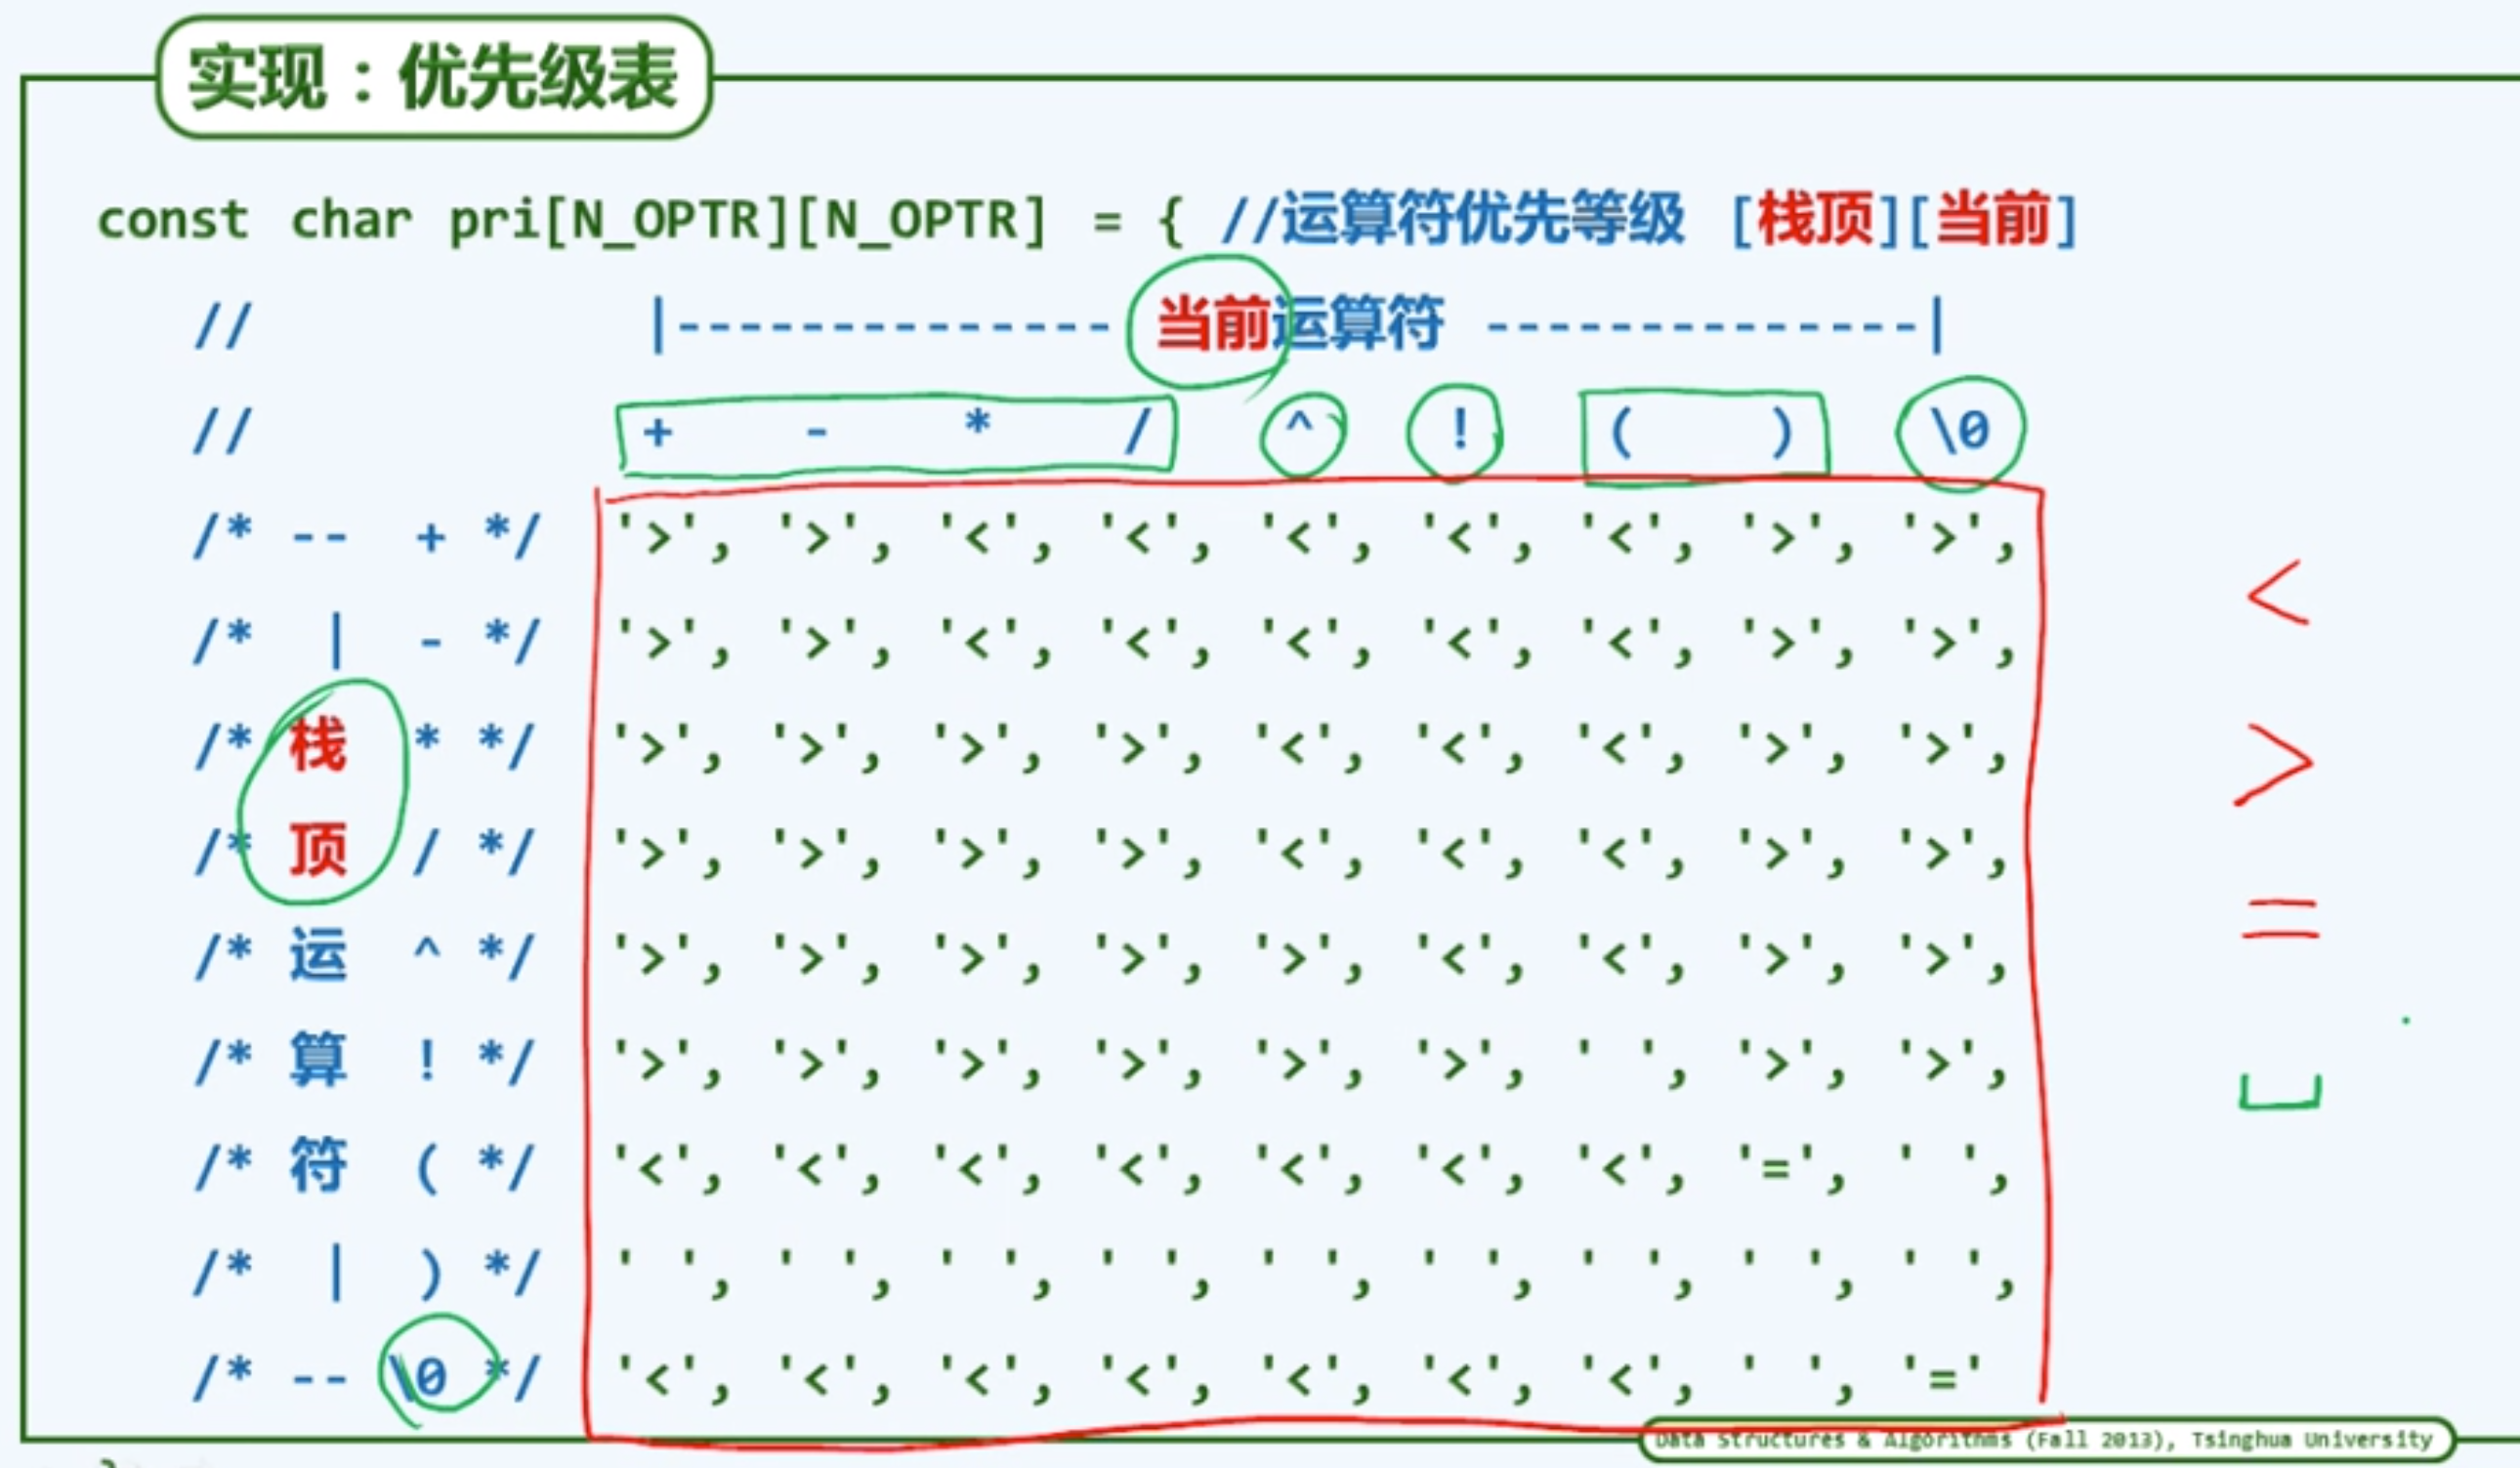 实现：优先级表
const char pri[N_OPTR][N_OPTR] = { //运算符优先等级 [栈顶][当前]
// |-------------- 当前运算符 --------------|
// + - * / ^ ! ( ) \0
/* -- + */ '>', '>', '<', '<', '<', '<', '<', '>', '>',
/* | - */ '>', '>', '<', '<', '<', '<', '<', '>', '>',
/* 栈 * */ '>', '>', '>', '>', '<', '<', '<', '>', '>',
/* 顶 / */ '>', '>', '>', '>', '<', '<', '<', '>', '>',
/* 运 ^ */ '>', '>', '>', '>', '>', '<', '<', '>', '>',
/* 算 ! */ '>', '>', '>', '>', '>', '>', ' ', '>', '>',
/* 符 ( */ '<', '<', '<', '<', '<', '<', '<', '=', ' ',
/* | ) */ ' ', ' ', ' ', ' ', ' ', ' ', ' ', ' ', ' ',
/* -- \0 */ '<', '<', '<', '<', '<', '<', '<', ' ', '='
<
>
=
Data Structures & Algorithms (Fall 2013), Tsinghua University